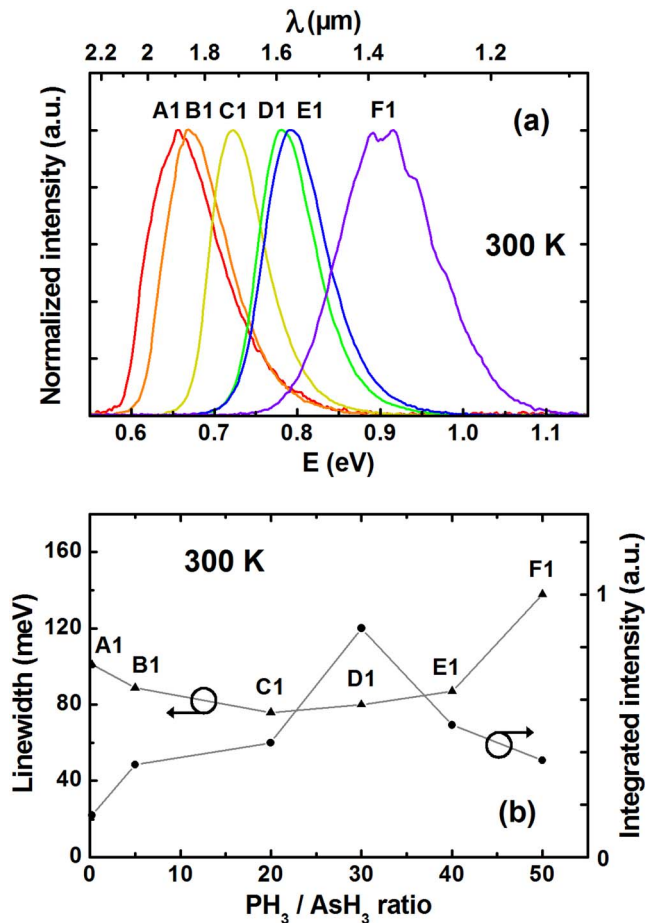 λ (μm)
2.2 2 1.8 1.6 1.4 1.2
A1 B1 C1 D1 E1 F1 (a)
300 K
Normalized intensity (a.u.)
0.6 0.7 0.8 0.9 1.0 1.1
E (eV)
160
120
80
40
0
Linewidth (meV)
300 K
A1 B1 C1 D1 E1 F1
(b)
1
0
Integrated intensity (a.u.)
0 10 20 30 40 50
PH₃ / AsH₃ ratio